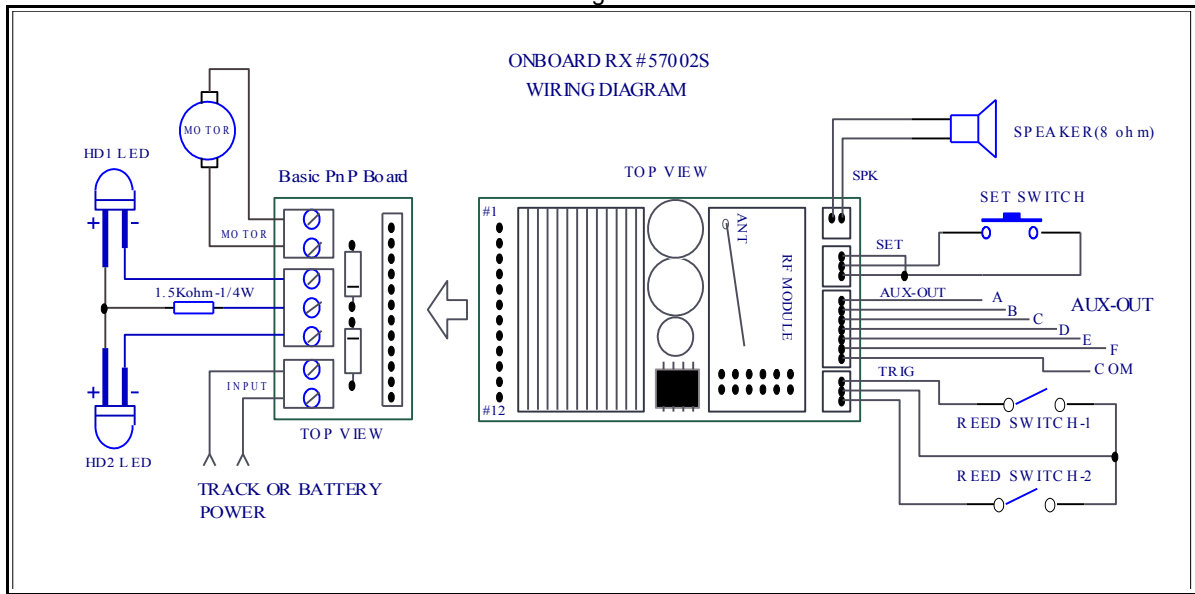 ONBOARD RX #57002S
WIRING DIAGRAM
MOTOR
HD1 LED
Basic PnP Board
TOP VIEW
SPEAKER(8 ohm)
SPK
SET SWITCH
+ -
MOTOR
#1
ANT
RF MODULE
SET
1.5Kohm-1/4W
AUX-OUT
A
B
C
D
E
F
COM
AUX-OUT
TRIG
INPUT
+ -
#12
REED SWITCH-1
TOP VIEW
HD2 LED
REED SWITCH-2
TRACK OR BATTERY
POWER